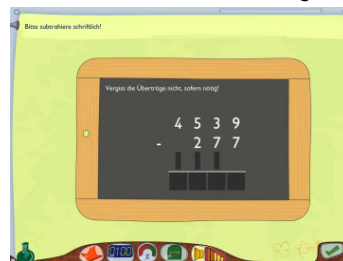 Bitte subtrahiere schriftlich!
Vergiss die Überträge nicht, sofern nötig!
4 5 3 9
- 2 7 7